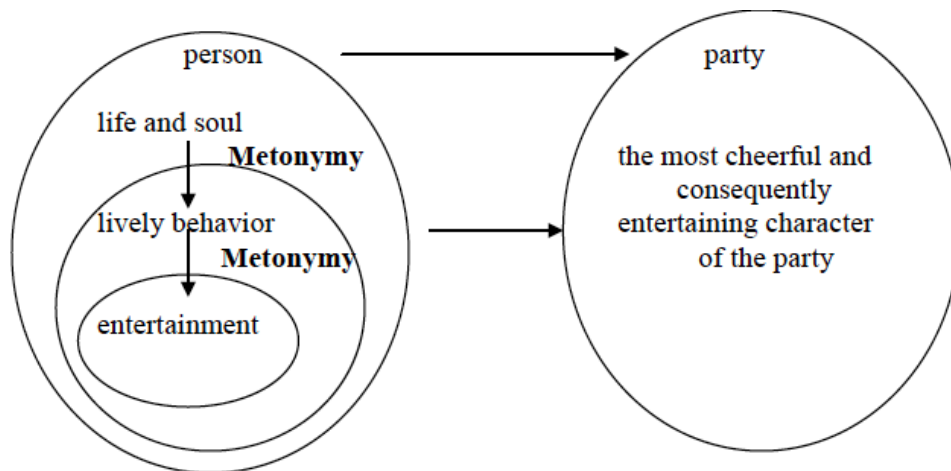 person
life and soul
Metonymy
lively behavior
Metonymy
entertainment
party
the most cheerful and
consequently
entertaining character
of the party